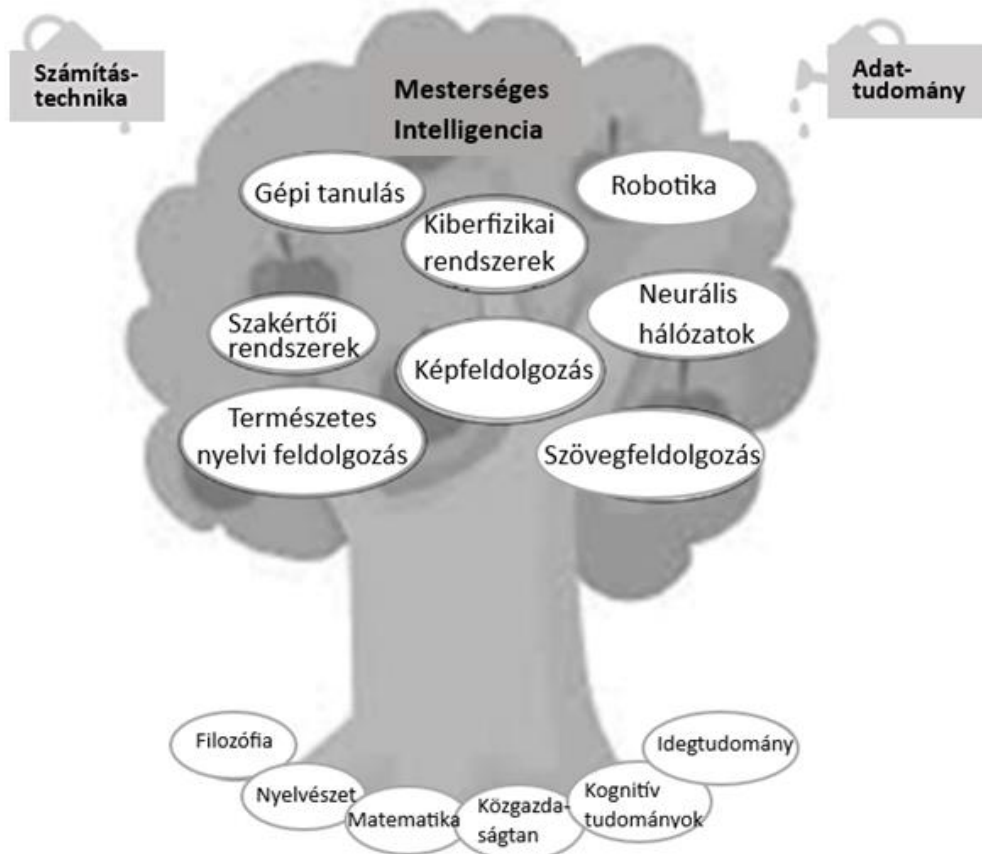 Számítás-
technika
Mesterséges
Intelligencia
Adat-
tudomány
Gépi tanulás
Robotika
Kiberfizikai
rendszerek
Neurális
hálózatok
Szakértői
rendszerek
Képfeldolgozás
Természetes
nyelvi feldolgozás
Szövegfeldolgozás
Filozófia
Nyelvészet
Matematika
Közgazda-
ságtan
Kognitív
tudományok
Idegtudomány